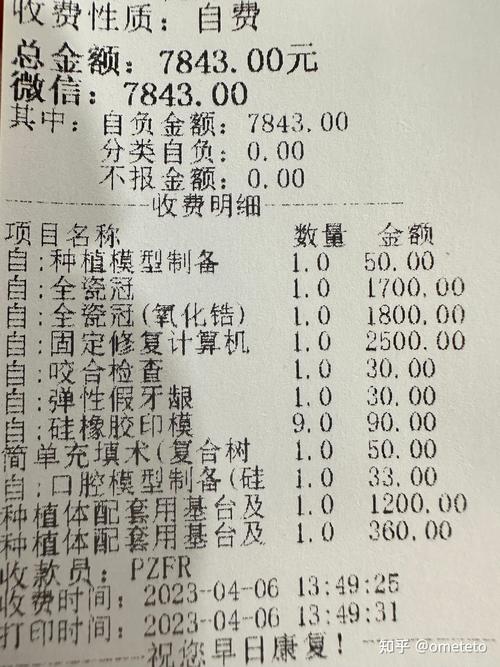 收费性质：自费
总金额：7843.00元
微信：7843.00
其中：自负金额：7843.00
分类自负：0.00
不报金额：0.00
收费明细
项目名称 数量 金额
自:种植模型制备 1.0 50.00
自:全瓷冠 1.0 1700.00
自:全瓷冠(氧化锆) 1.0 1800.00
自:固定修复计算机 1.0 2500.00
自:咬合检查 1.0 30.00
自:弹性假牙龈 1.0 30.00
自:硅橡胶印模 9.0 90.00
简单充填术(复合树 1.0 50.00
自:口腔模型制备(硅 1.0 33.00
种植体配套用基台及 1.0 1200.00
种植体配套用基台及 1.0 360.00
收款员：PZFR
收费时间：2023-04-06 13:49:25
打印时间：2023-04-06 13:49:31
祝您早日康复！
知乎 @ometeto